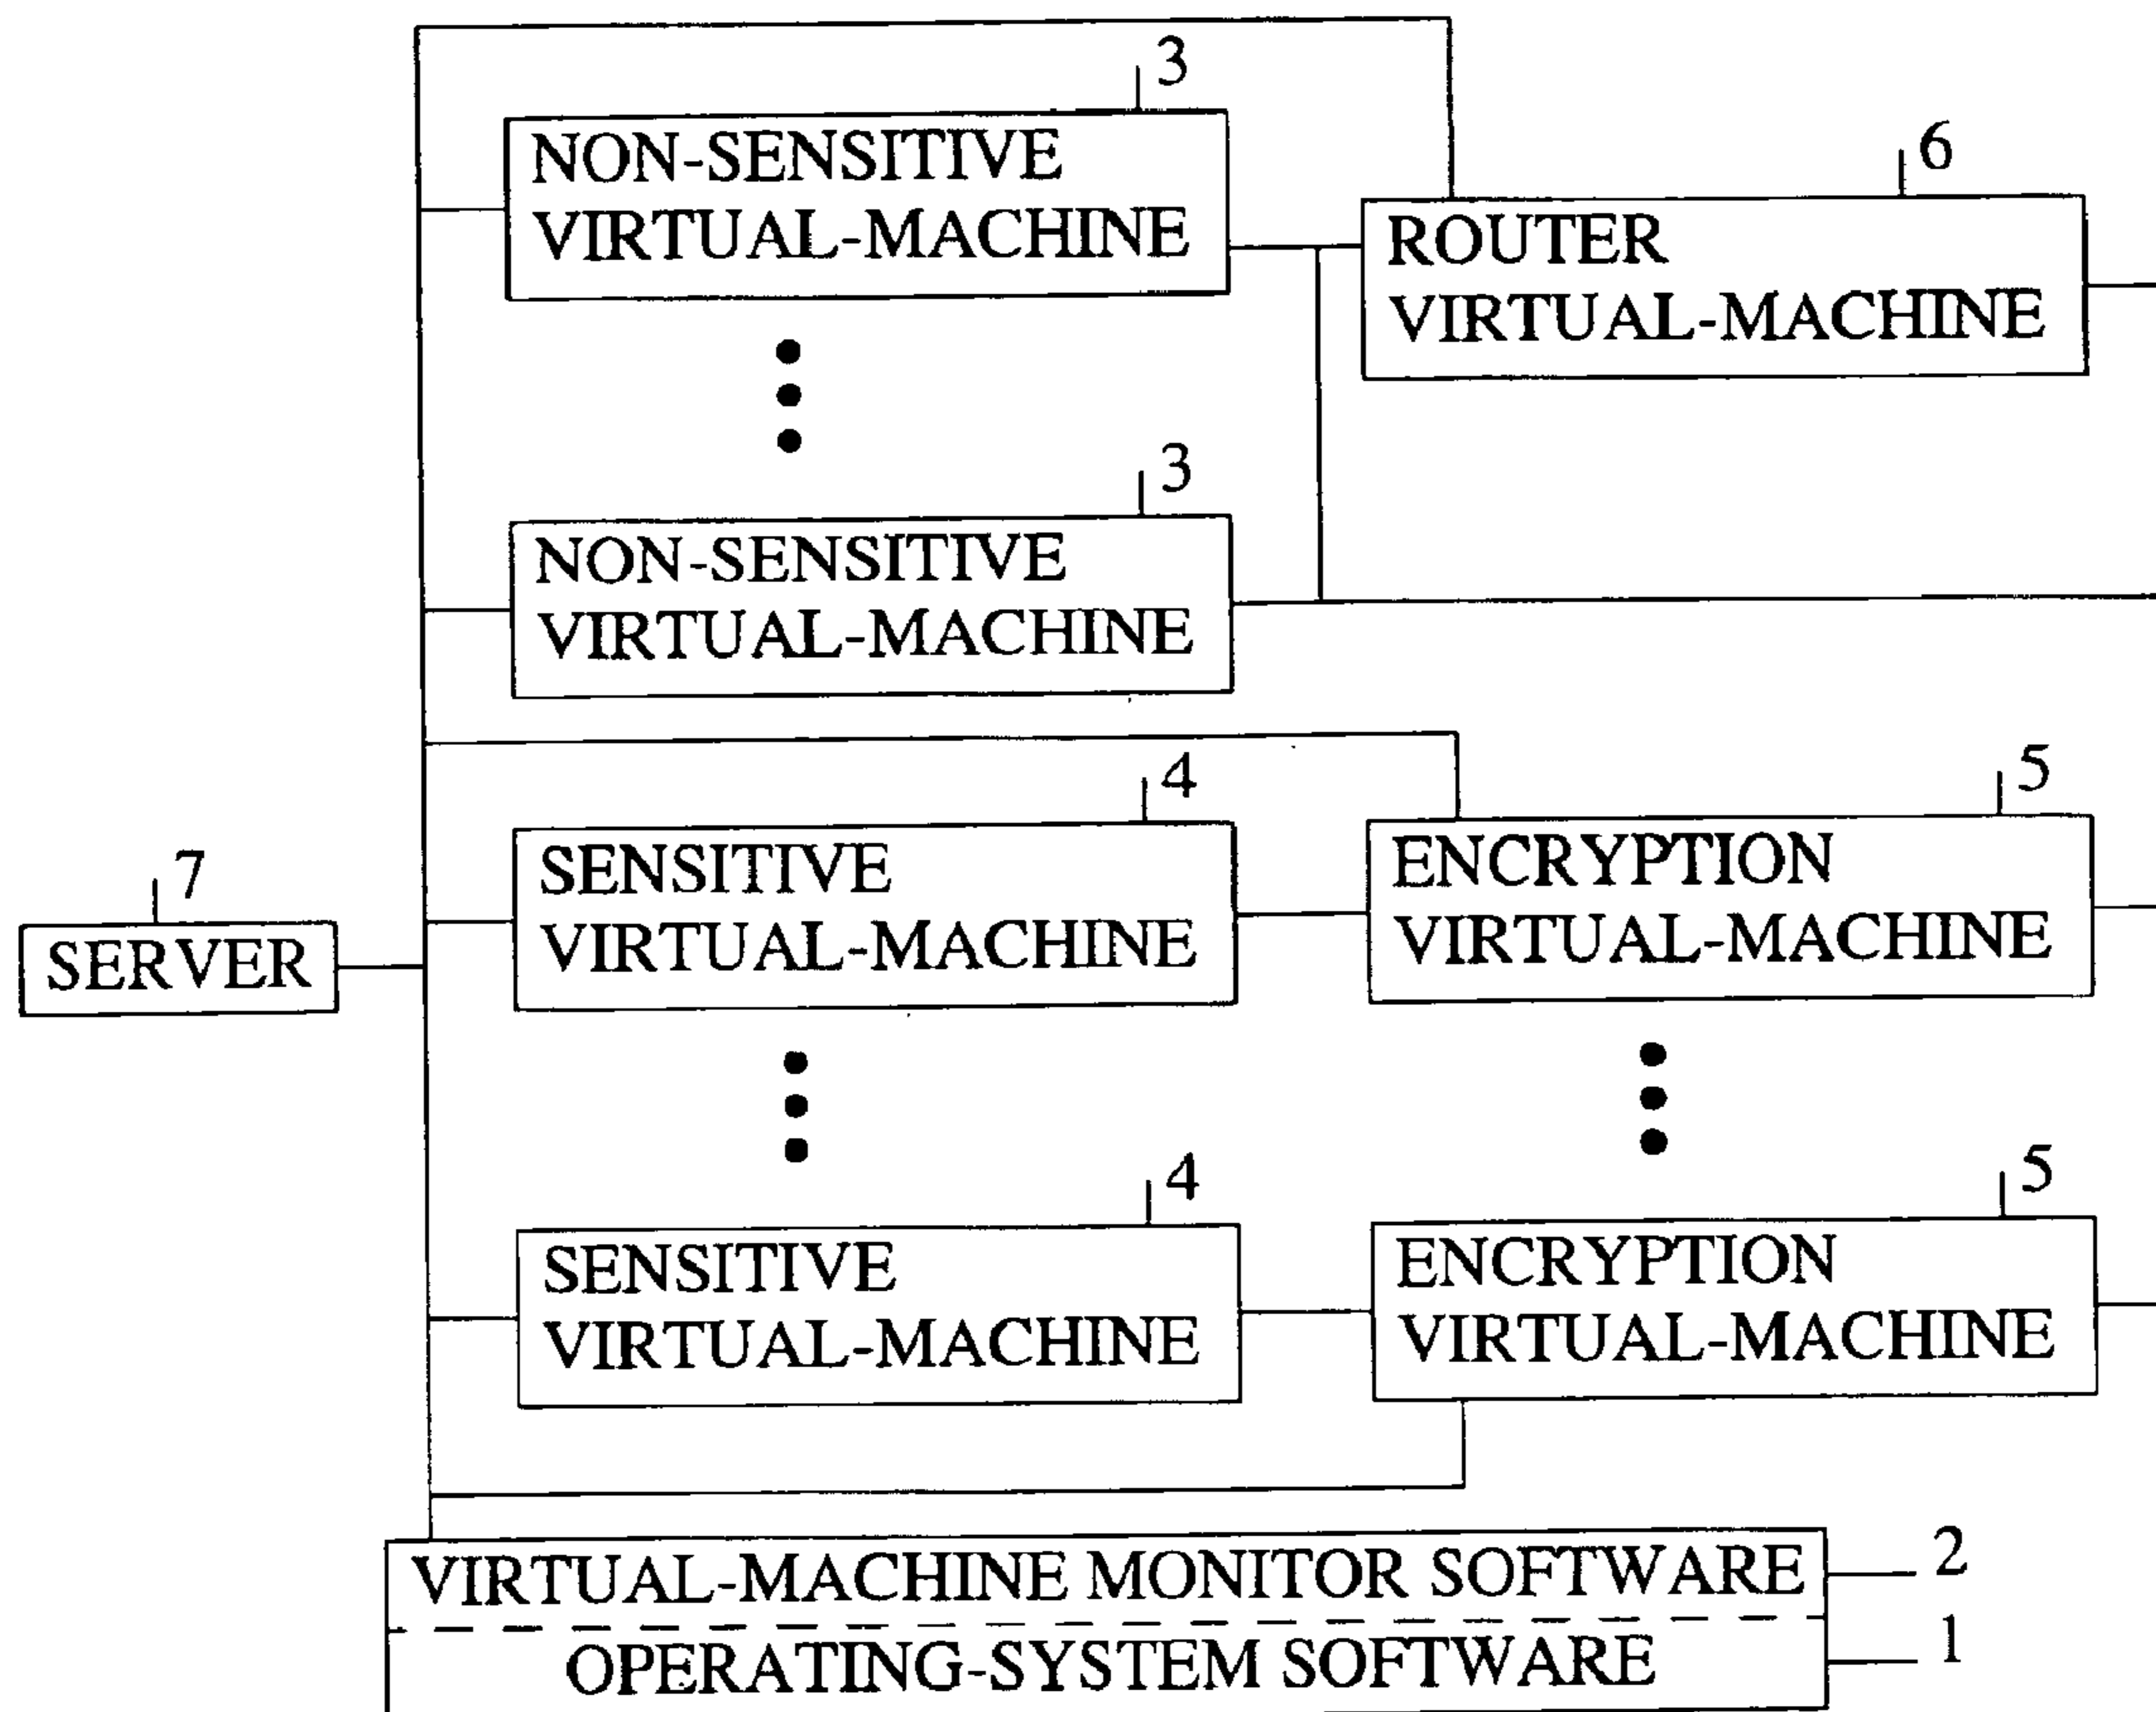 3
NON-SENSITIVE
VIRTUAL-MACHINE
6
ROUTER
VIRTUAL-MACHINE
3
NON-SENSITIVE
VIRTUAL-MACHINE
4
SENSITIVE
VIRTUAL-MACHINE
5
ENCRYPTION
VIRTUAL-MACHINE
7
SERVER
4
SENSITIVE
VIRTUAL-MACHINE
5
ENCRYPTION
VIRTUAL-MACHINE
VIRTUAL-MACHINE MONITOR SOFTWARE
2
OPERATING-SYSTEM SOFTWARE
1